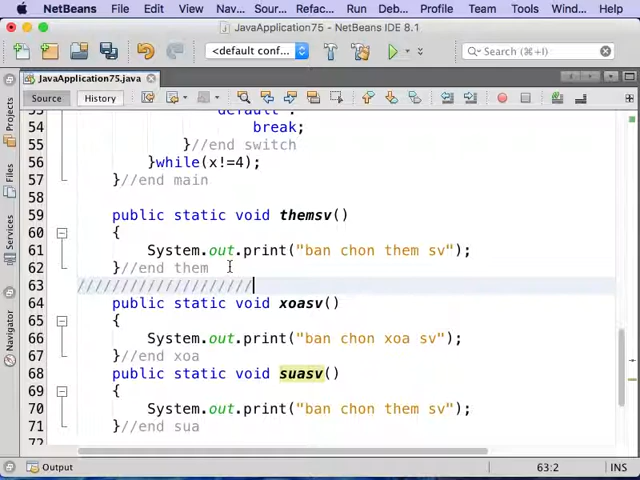 NetBeans File Edit View Nav... Sour... Refac... Run Deb... Profile Team Tools Win...
JavaApplication75 - NetBeans IDE 8.1
<default conf... Search (⌘+I)
JavaApplication75.java
Source History
Projects
Files
Services
Navigator
53 default :
54 break;
55 }//end switch
56 }while(x!=4);
57 }//end main
58
59 public static void themsv()
60 {
61 System.out.print("ban chon them sv");
62 }//end them
63 ////////////////////
64 public static void xoasv()
65 {
66 System.out.print("ban chon xoa sv");
67 }//end xoa
68 public static void suasv()
69 {
70 System.out.print("ban chon them sv");
71 }//end sua
72
Output 63:2 INS